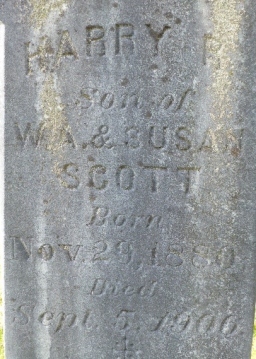 HARRY R.
Son of
W.A. & SUSAN
SCOTT
Born
Nov. 29, 1880.
Died
Sept. 5, 1900.